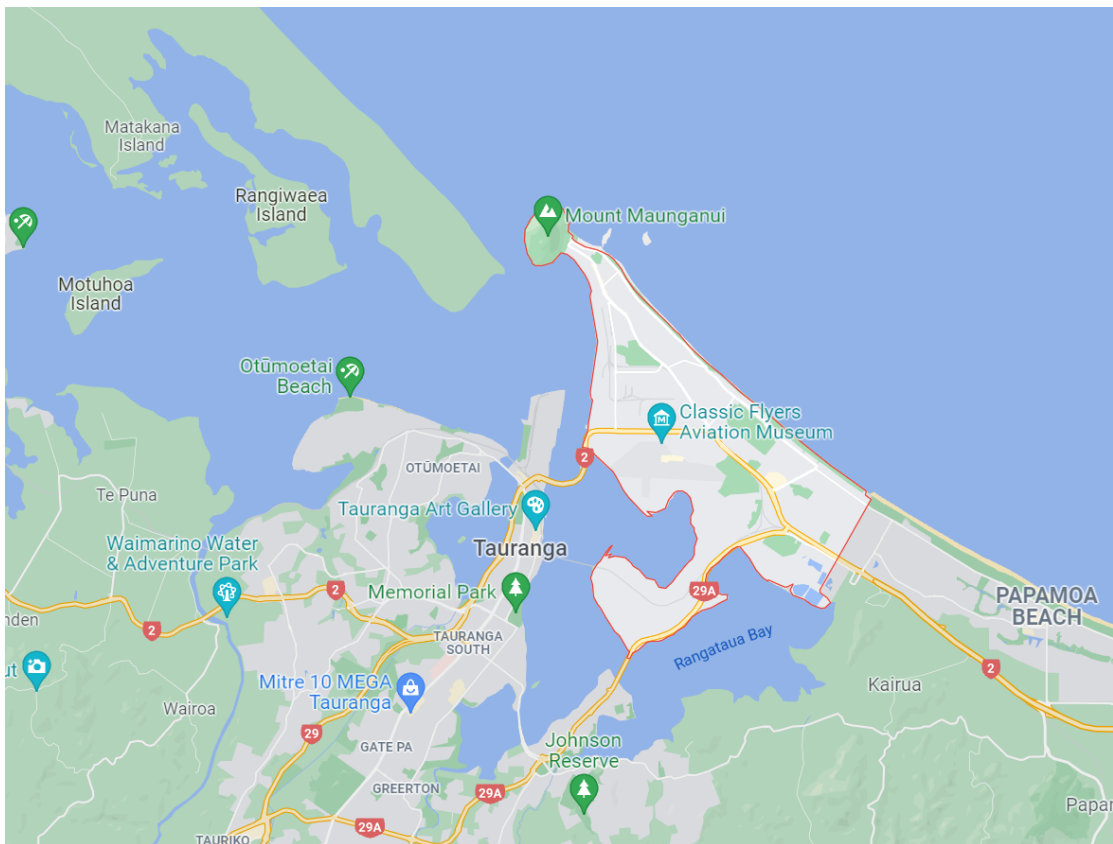 Matakana
Island
Rangiwaea
Island
Mount Maunganui
Motuhoa
Island
Otūmoetai
Beach
Classic Flyers
Aviation Museum
2
OTŪMOETAI
Te Puna
Tauranga Art Gallery
Waimarino Water
& Adventure Park
Tauranga
2
Memorial Park
29A
PAPAMOA
BEACH
nden
2
TAURANGA
SOUTH
Rangataua Bay
ut
2
Mitre 10 MEGA
Tauranga
Kairua
Wairoa
29
GATE PA
Johnson
Reserve
GREERTON
29A
Papar
29A
TAURIKO